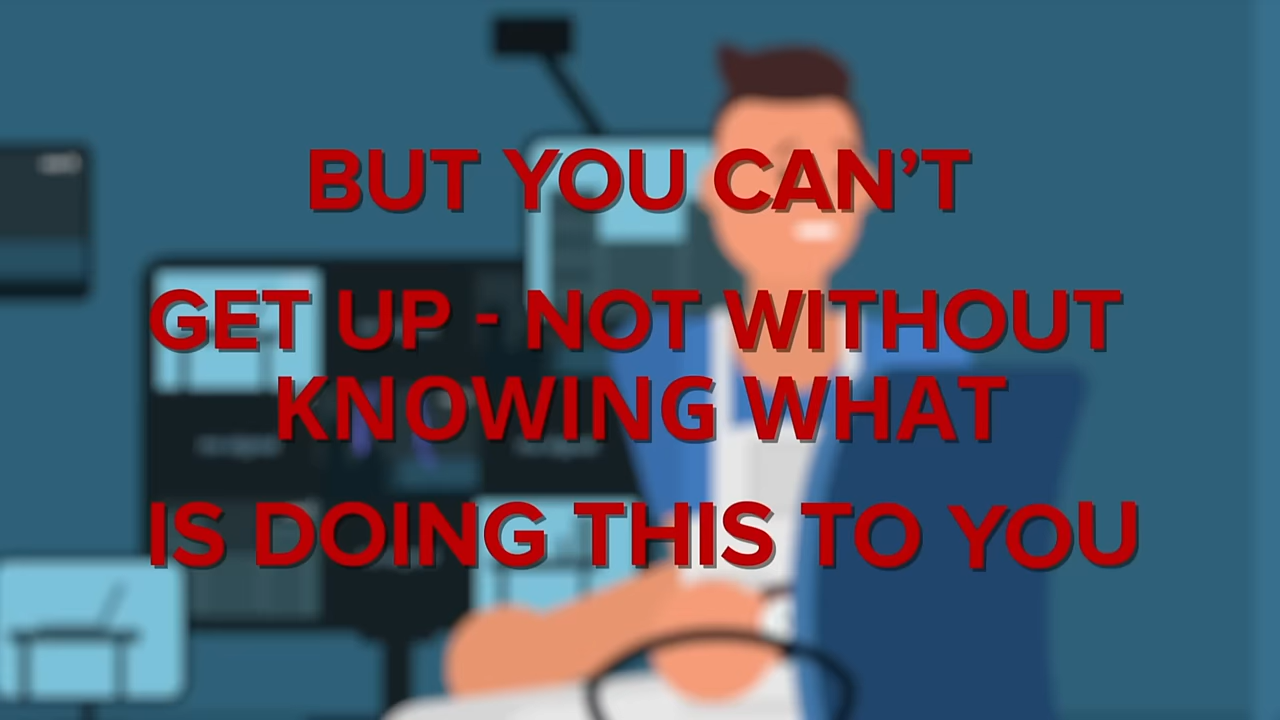 BUT YOU CAN’T
GET UP - NOT WITHOUT
KNOWING WHAT
IS DOING THIS TO YOU